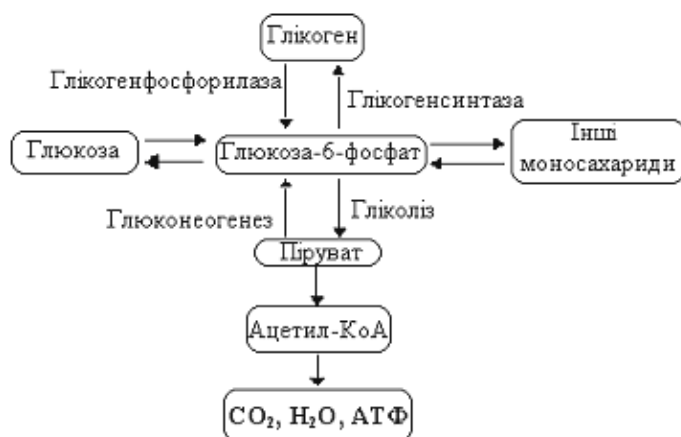 Глікоген
Глікогенфосфорилаза
Глікогенсинтаза
Глюкоза
Глюкоза-6-фосфат
Інші
моносахариди
Глюконеогенез
Гліколіз
Піруват
Ацетил-КоА
CO₂, H₂O, АТФ